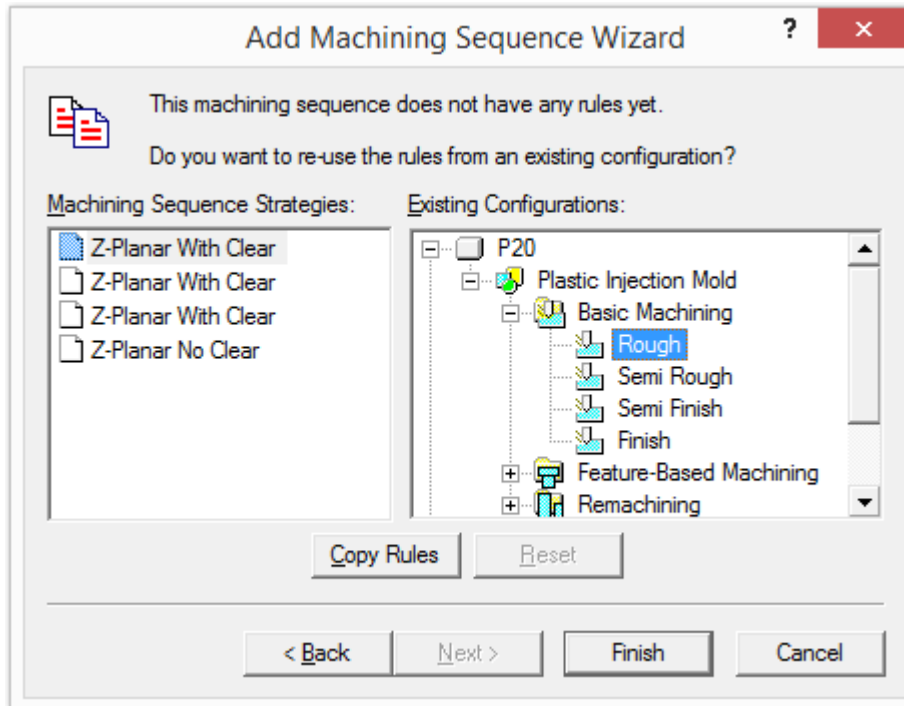 Add Machining Sequence Wizard ?
This machining sequence does not have any rules yet.
Do you want to re-use the rules from an existing configuration?
Machining Sequence Strategies:
Z-Planar With Clear
Z-Planar With Clear
Z-Planar With Clear
Z-Planar No Clear
Existing Configurations:
P20
Plastic Injection Mold
Basic Machining
Rough
Semi Rough
Semi Finish
Finish
Feature-Based Machining
Remachining
Copy Rules Reset
< Back Next > Finish Cancel